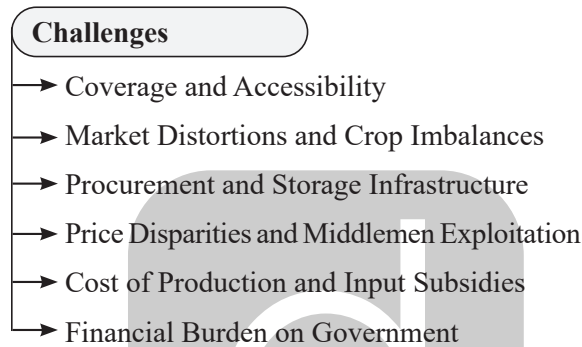 Challenges
Coverage and Accessibility
Market Distortions and Crop Imbalances
Procurement and Storage Infrastructure
Price Disparities and Middlemen Exploitation
Cost of Production and Input Subsidies
Financial Burden on Government